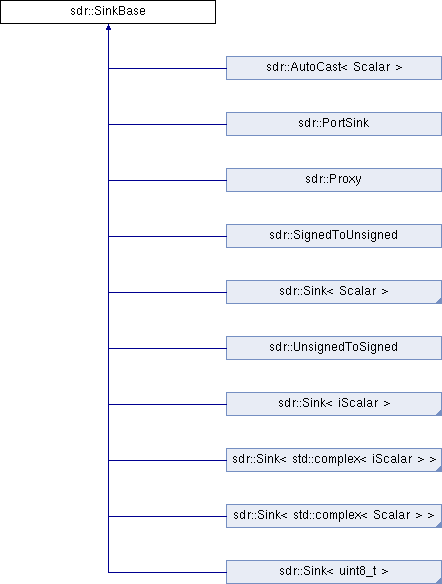 sdr::SinkBase
sdr::AutoCast< Scalar >
sdr::PortSink
sdr::Proxy
sdr::SignedToUnsigned
sdr::Sink< Scalar >
sdr::UnsignedToSigned
sdr::Sink< iScalar >
sdr::Sink< std::complex< iScalar > >
sdr::Sink< std::complex< Scalar > >
sdr::Sink< uint8_t >